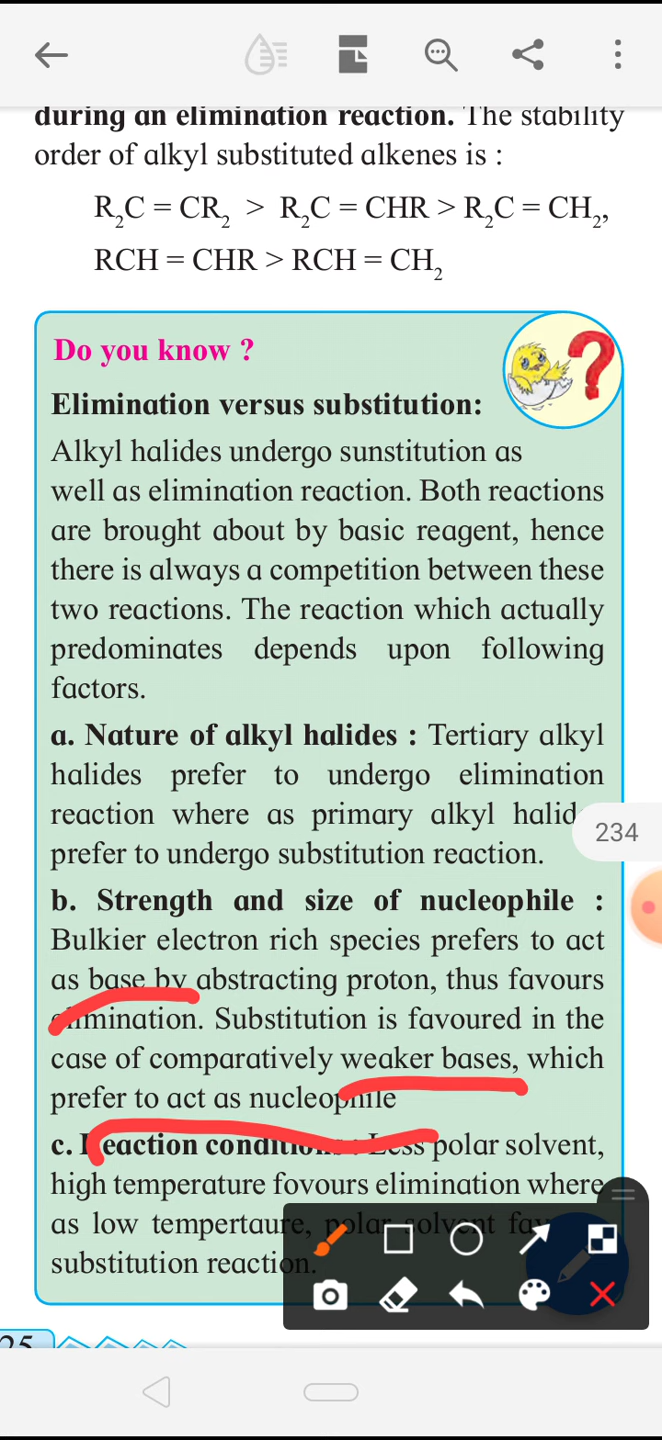 during an elimination reaction. The stability
order of alkyl substituted alkenes is :
R₂C = CR₂ > R₂C = CHR > R₂C = CH₂,
RCH = CHR > RCH = CH₂
Do you know ?
Elimination versus substitution:
Alkyl halides undergo sunstitution as
well as elimination reaction. Both reactions
are brought about by basic reagent, hence
there is always a competition between these
two reactions. The reaction which actually
predominates depends upon following
factors.
a. Nature of alkyl halides : Tertiary alkyl
halides prefer to undergo elimination
reaction where as primary alkyl halid
234
prefer to undergo substitution reaction.
b. Strength and size of nucleophile :
Bulkier electron rich species prefers to act
as base by abstracting proton, thus favours
elimination. Substitution is favoured in the
case of comparatively weaker bases, which
prefer to act as nucleophile
c. Reaction conditions : Less polar solvent,
high temperature fovours elimination where
as low tempertaure, polar solvent fav
substitution reaction.